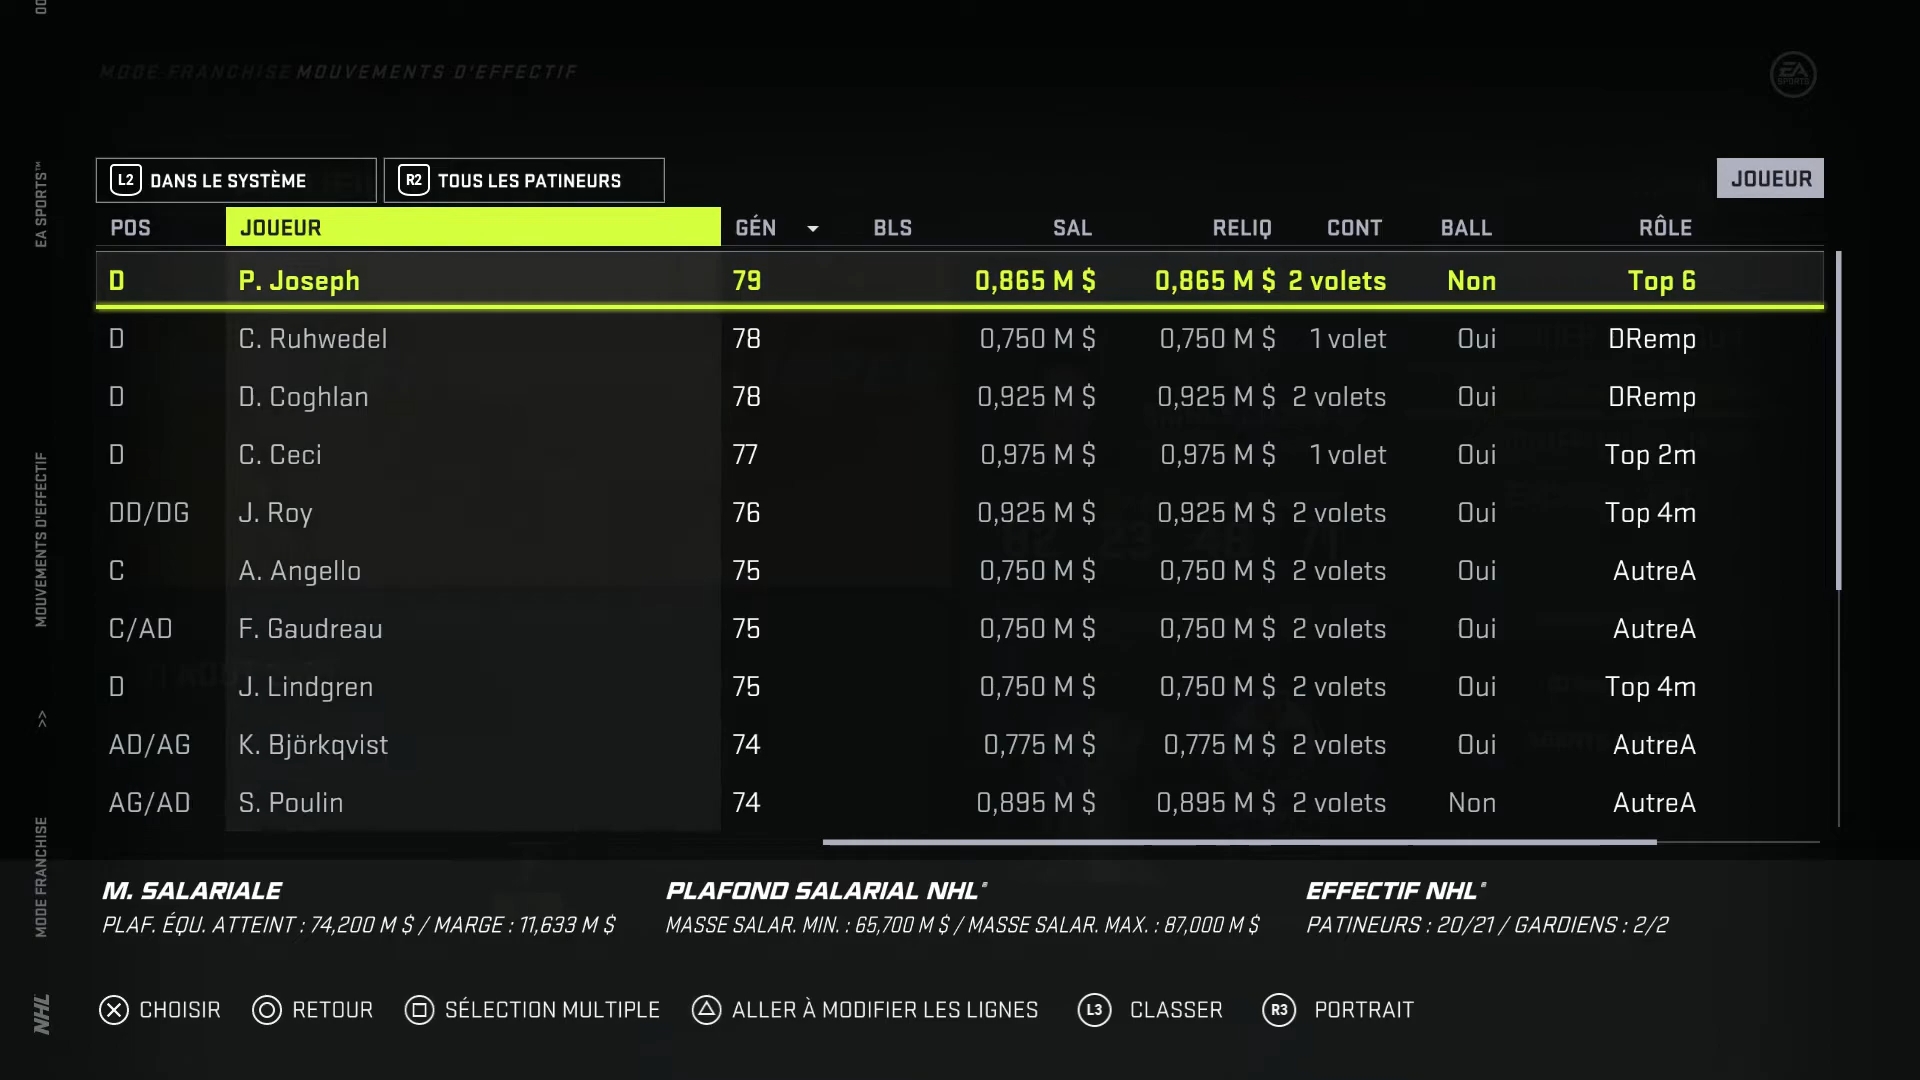 MODE FRANCHISE MOUVEMENTS D'EFFECTIF
EA SPORTS
L2 DANS LE SYSTÈME R2 TOUS LES PATINEURS JOUEUR
POS JOUEUR GÉN BLS SAL RELIQ CONT BALL RÔLE
D P. Joseph 79 0,865 M $ 0,865 M $ 2 volets Non Top 6
D C. Ruhwedel 78 0,750 M $ 0,750 M $ 1 volet Oui DRemp
D D. Coghlan 78 0,925 M $ 0,925 M $ 2 volets Oui DRemp
D C. Ceci 77 0,975 M $ 0,975 M $ 1 volet Oui Top 2m
DD/DG J. Roy 76 0,925 M $ 0,925 M $ 2 volets Oui Top 4m
C A. Angello 75 0,750 M $ 0,750 M $ 2 volets Oui AutreA
C/AD F. Gaudreau 75 0,750 M $ 0,750 M $ 2 volets Oui AutreA
D J. Lindgren 75 0,750 M $ 0,750 M $ 2 volets Oui Top 4m
AD/AG K. Björkqvist 74 0,775 M $ 0,775 M $ 2 volets Oui AutreA
AG/AD S. Poulin 74 0,895 M $ 0,895 M $ 2 volets Non AutreA
M. SALARIALE PLAFOND SALARIAL NHL® EFFECTIF NHL®
PLAF. ÉQU. ATTEINT : 74,200 M $ / MARGE : 11,633 M $ MASSE SALAR. MIN. : 65,700 M $ / MASSE SALAR. MAX. : 87,000 M $ PATINEURS : 20/21 / GARDIENS : 2/2
CHOISIR RETOUR SÉLECTION MULTIPLE ALLER À MODIFIER LES LIGNES L3 CLASSER R3 PORTRAIT
NHL MODE FRANCHISE >> MOUVEMENTS D'EFFECTIF EA SPORTS™